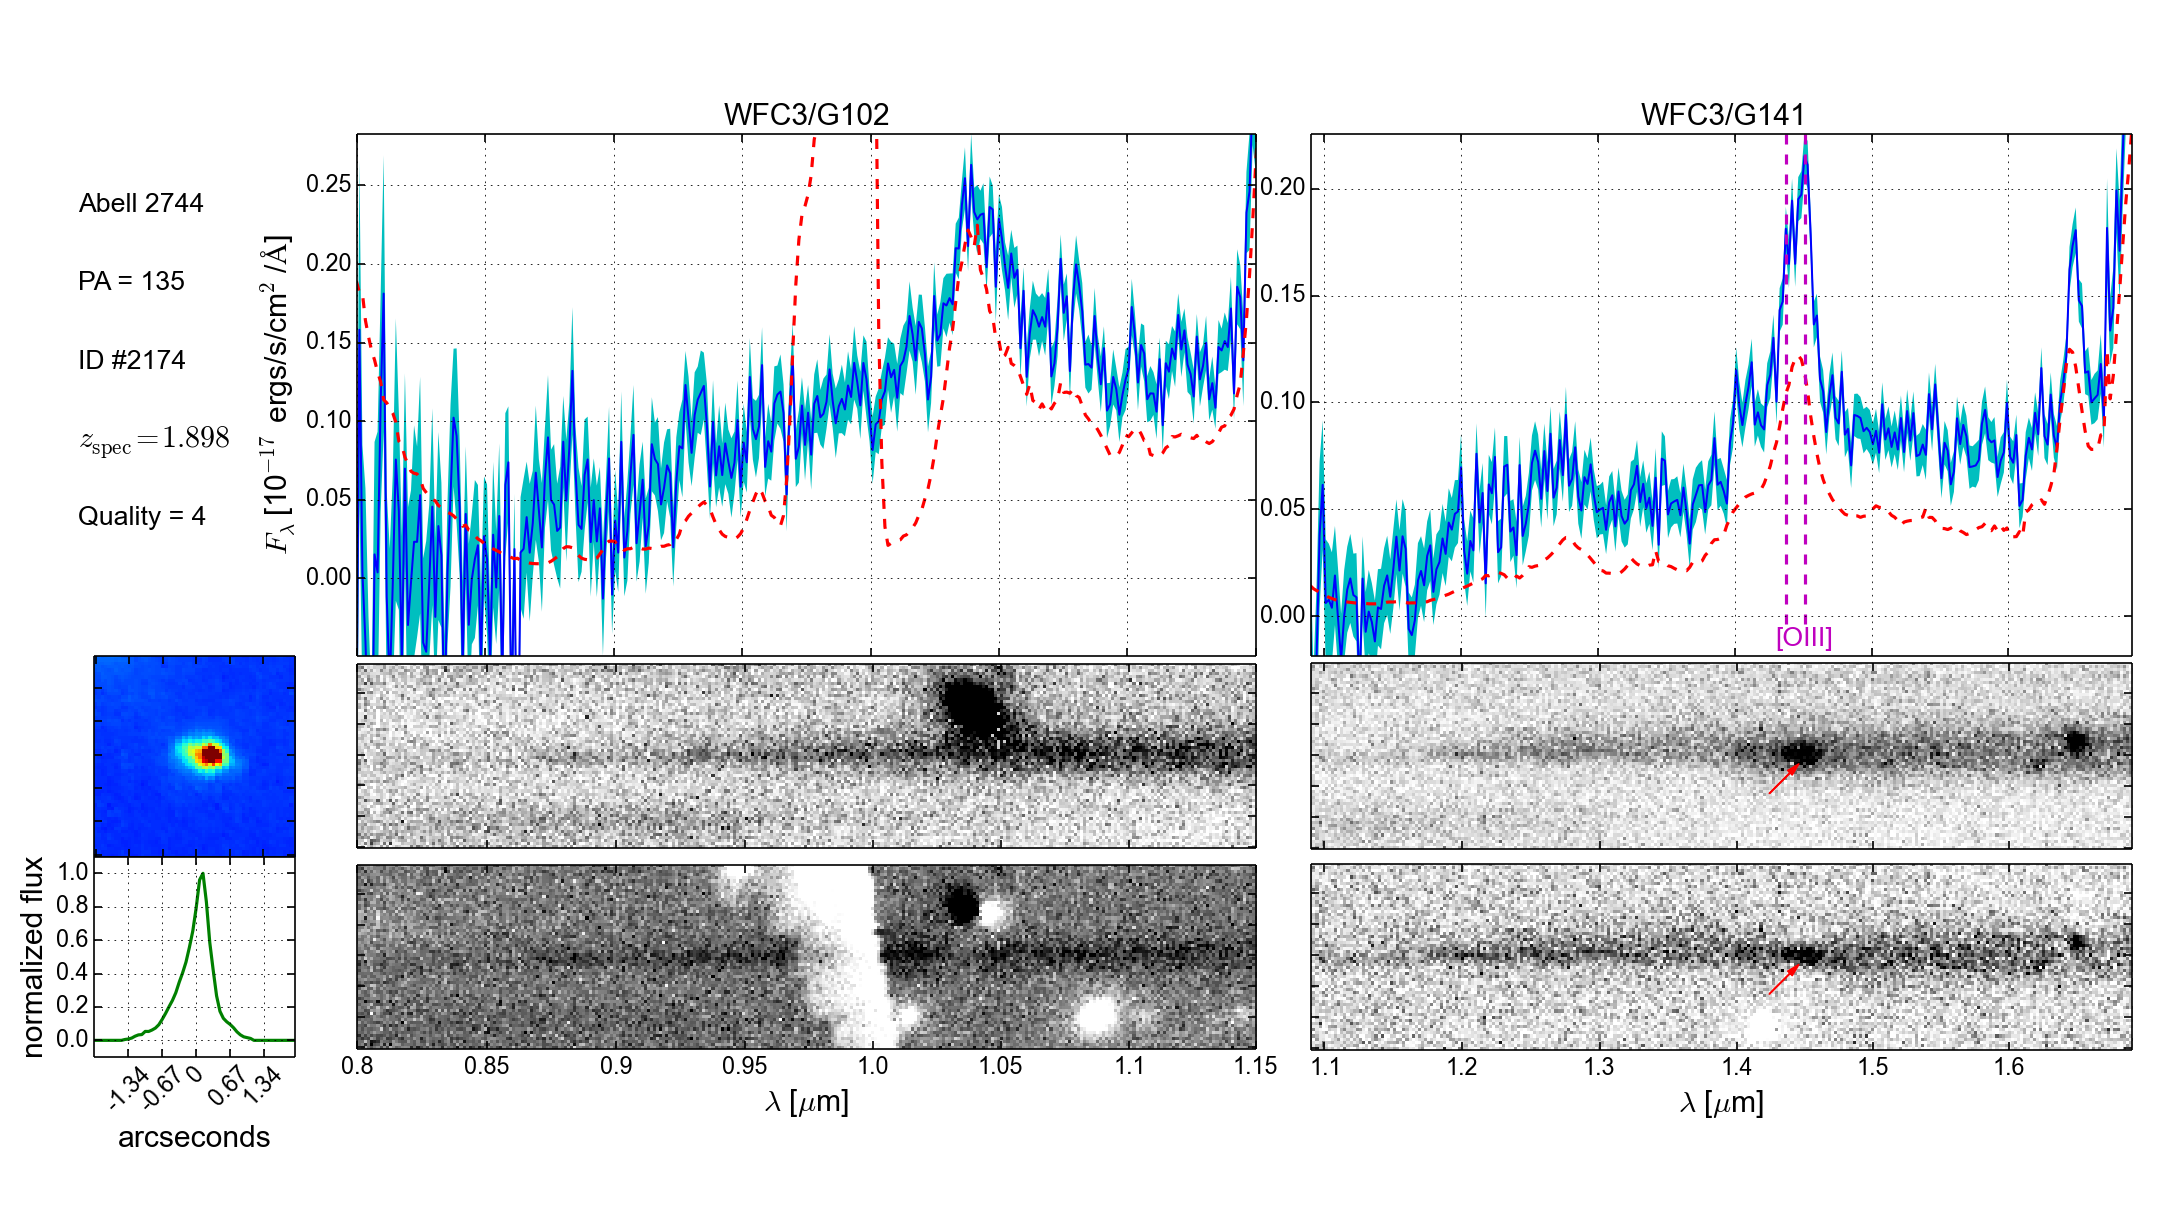 WFC3/G102
WFC3/G141
Abell 2744
PA = 135
ID #2174
z_spec = 1.898
Quality = 4
F_λ [10^−17 ergs/s/cm^2/Å]
0.25
0.20
0.15
0.10
0.05
0.00
0.20
0.15
0.10
0.05
0.00
[OIII]
normalized flux
1.0
0.8
0.6
0.4
0.2
0.0
-1.34 -0.67 0 0.67 1.34
arcseconds
0.8 0.85 0.9 0.95 1.0 1.05 1.1 1.15
λ [μm]
1.1 1.2 1.3 1.4 1.5 1.6
λ [μm]